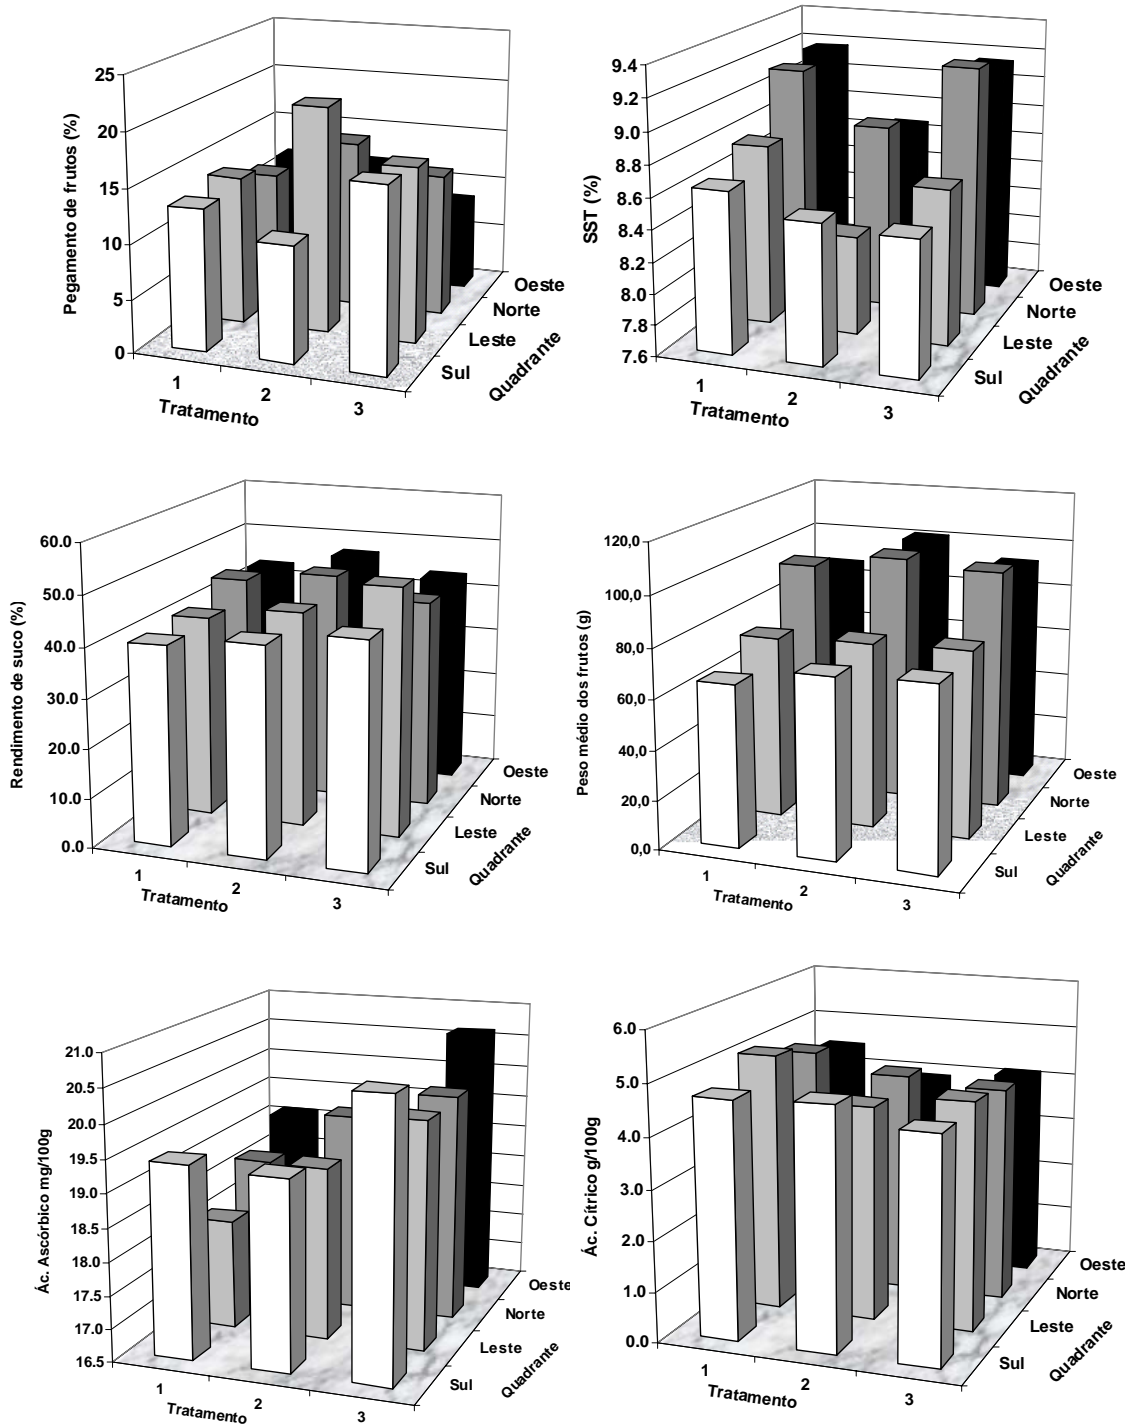 Pegamento de frutos (%)
25
20
15
10
5
0
1
2
3
Tratamento
Sul
Leste
Norte
Oeste
Quadrante
SST (%)
9.4
9.2
9.0
8.8
8.6
8.4
8.2
8.0
7.8
7.6
1
2
3
Tratamento
Sul
Leste
Norte
Oeste
Quadrante
Rendimento de suco (%)
60.0
50.0
40.0
30.0
20.0
10.0
0.0
1
2
3
Tratamento
Sul
Leste
Norte
Oeste
Quadrante
Peso médio dos frutos (g)
120,0
100,0
80,0
60,0
40,0
20,0
0,0
1
2
3
Tratamento
Sul
Leste
Norte
Oeste
Quadrante
Ác. Ascórbico mg/100g
21.0
20.5
20.0
19.5
19.0
18.5
18.0
17.5
17.0
16.5
1
2
3
Tratamento
Sul
Leste
Norte
Oeste
Quadrante
Ác. Cítrico g/100g
6.0
5.0
4.0
3.0
2.0
1.0
0.0
1
2
3
Tratamento
Sul
Leste
Norte
Oeste
Quadrante